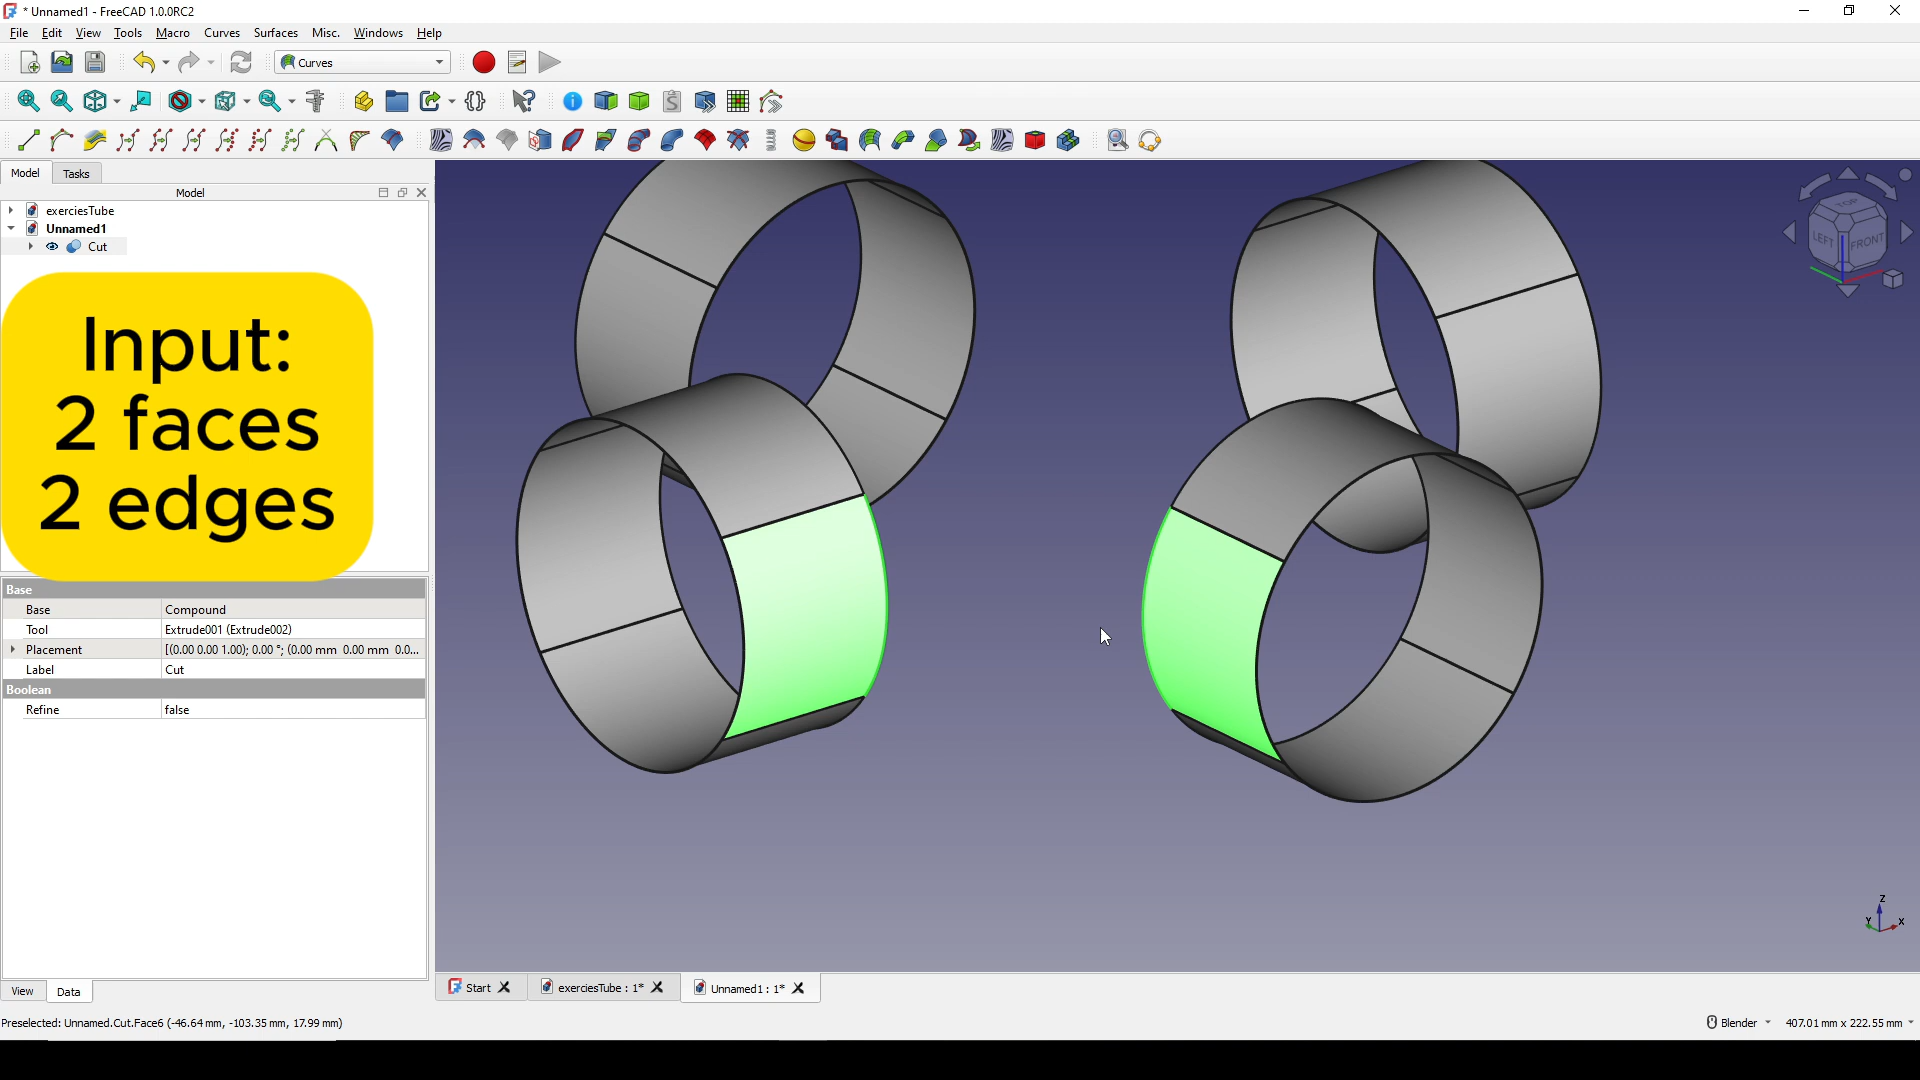 * Unnamed1 - FreeCAD 1.0.0RC2
File Edit View Tools Macro Curves Surfaces Misc. Windows Help
Curves
Model Tasks
Model
exerciesTube
Unnamed1
Cut
Input:
2 faces
2 edges
Base
Base Compound
Tool Extrude001 (Extrude002)
Placement [(0.00 0.00 1.00); 0.00 °; (0.00 mm 0.00 mm 0.0...
Label Cut
Boolean
Refine false
TOP
LEFT FRONT
Z
Y X
View Data
Start exerciesTube : 1* Unnamed1 : 1*
Preselected: Unnamed.Cut.Face6 (-46.64 mm, -103.35 mm, 17.99 mm)
Blender 407.01 mm x 222.55 mm